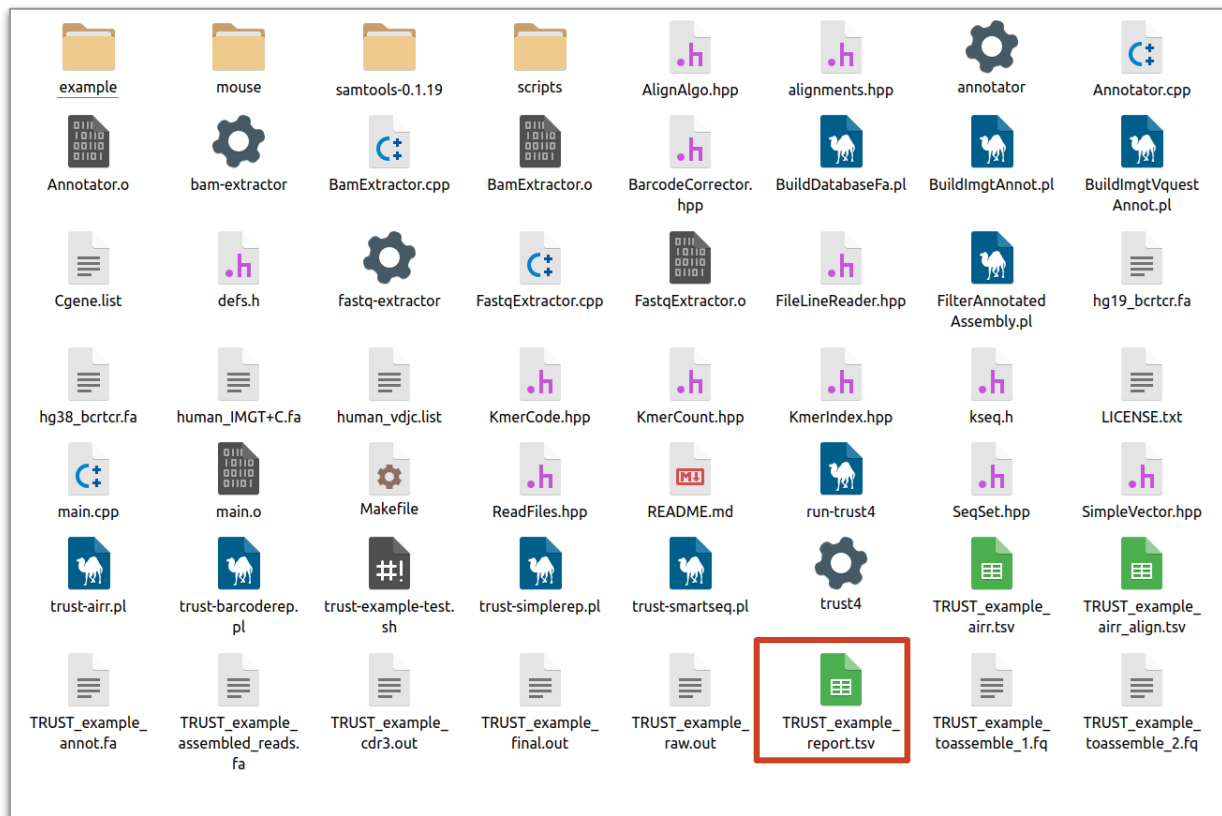 example
mouse
samtools-0.1.19
scripts
AlignAlgo.hpp
alignments.hpp
annotator
Annotator.cpp
Annotator.o
bam-extractor
BamExtractor.cpp
BamExtractor.o
BarcodeCorrector.
hpp
BuildDatabaseFa.pl
BuildImgtAnnot.pl
BuildImgtVquest
Annot.pl
Cgene.list
defs.h
fastq-extractor
FastqExtractor.cpp
FastqExtractor.o
FileLineReader.hpp
FilterAnnotated
Assembly.pl
hg19_bcrtcr.fa
hg38_bcrtcr.fa
human_IMGT+C.fa
human_vdjc.list
KmerCode.hpp
KmerCount.hpp
KmerIndex.hpp
kseq.h
LICENSE.txt
main.cpp
main.o
Makefile
ReadFiles.hpp
README.md
run-trust4
SeqSet.hpp
SimpleVector.hpp
trust-airr.pl
trust-barcoderep.
pl
trust-example-test.
sh
trust-simplerep.pl
trust-smartseq.pl
trust4
TRUST_example_
airr.tsv
TRUST_example_
airr_align.tsv
TRUST_example_
annot.fa
TRUST_example_
assembled_reads.
fa
TRUST_example_
cdr3.out
TRUST_example_
final.out
TRUST_example_
raw.out
TRUST_example_
report.tsv
TRUST_example_
toassemble_1.fq
TRUST_example_
toassemble_2.fq